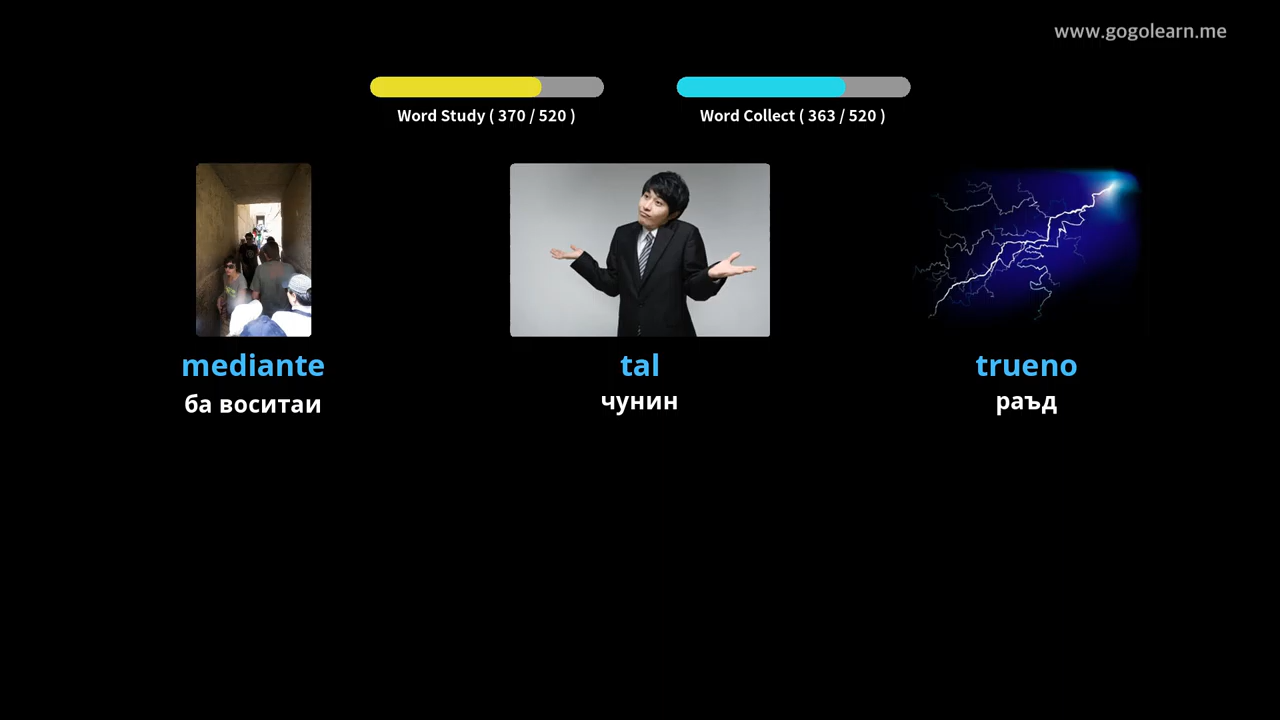 www.gogolearn.me
Word Study ( 370 / 520 )
Word Collect ( 363 / 520 )
mediante
tal
trueno
ба воситаи
чунин
раъд